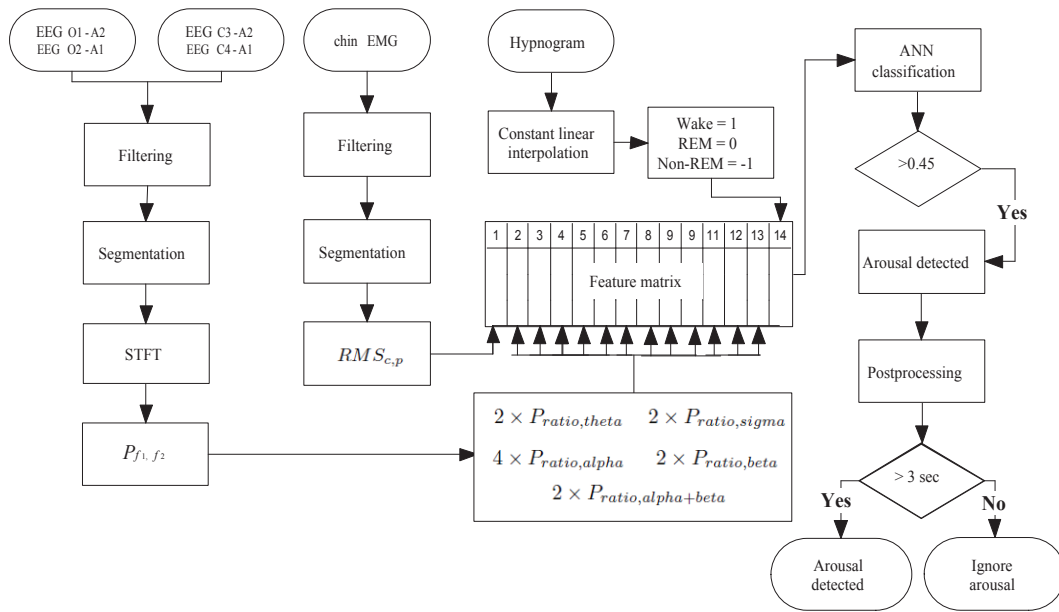 EEG O1-A2
EEG O2-A1
EEG C3-A2
EEG C4-A1
chin EMG
Hypnogram
ANN
classification
Filtering
Filtering
Constant linear
interpolation
Wake = 1
REM = 0
Non-REM = -1
>0.45
Yes
Segmentation
Segmentation
1 2 3 4 5 6 7 8 9 9 11 12 13 14
Feature matrix
Arousal detected
STFT
RMS_{c,p}
Postprocessing
P_{f1, f2}
2 × P_{ratio,theta} 2 × P_{ratio,sigma}
4 × P_{ratio,alpha} 2 × P_{ratio,beta}
2 × P_{ratio,alpha+beta}
> 3 sec
Yes
No
Arousal
detected
Ignore
arousal